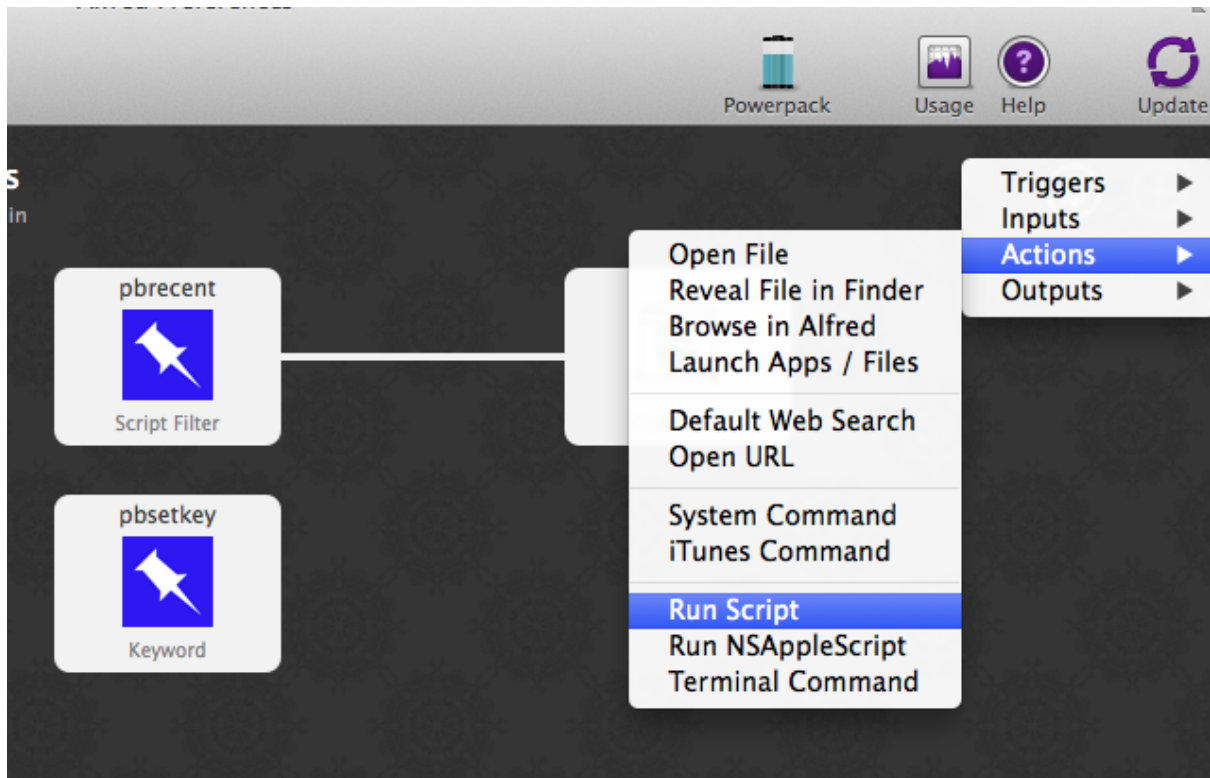 Powerpack
Usage
Help
Update
s
in
Triggers
Inputs
Actions
Outputs
Open File
Reveal File in Finder
Browse in Alfred
Launch Apps / Files
Default Web Search
Open URL
System Command
iTunes Command
Run Script
Run NSAppleScript
Terminal Command
pbrecent
Script Filter
pbsetkey
Keyword